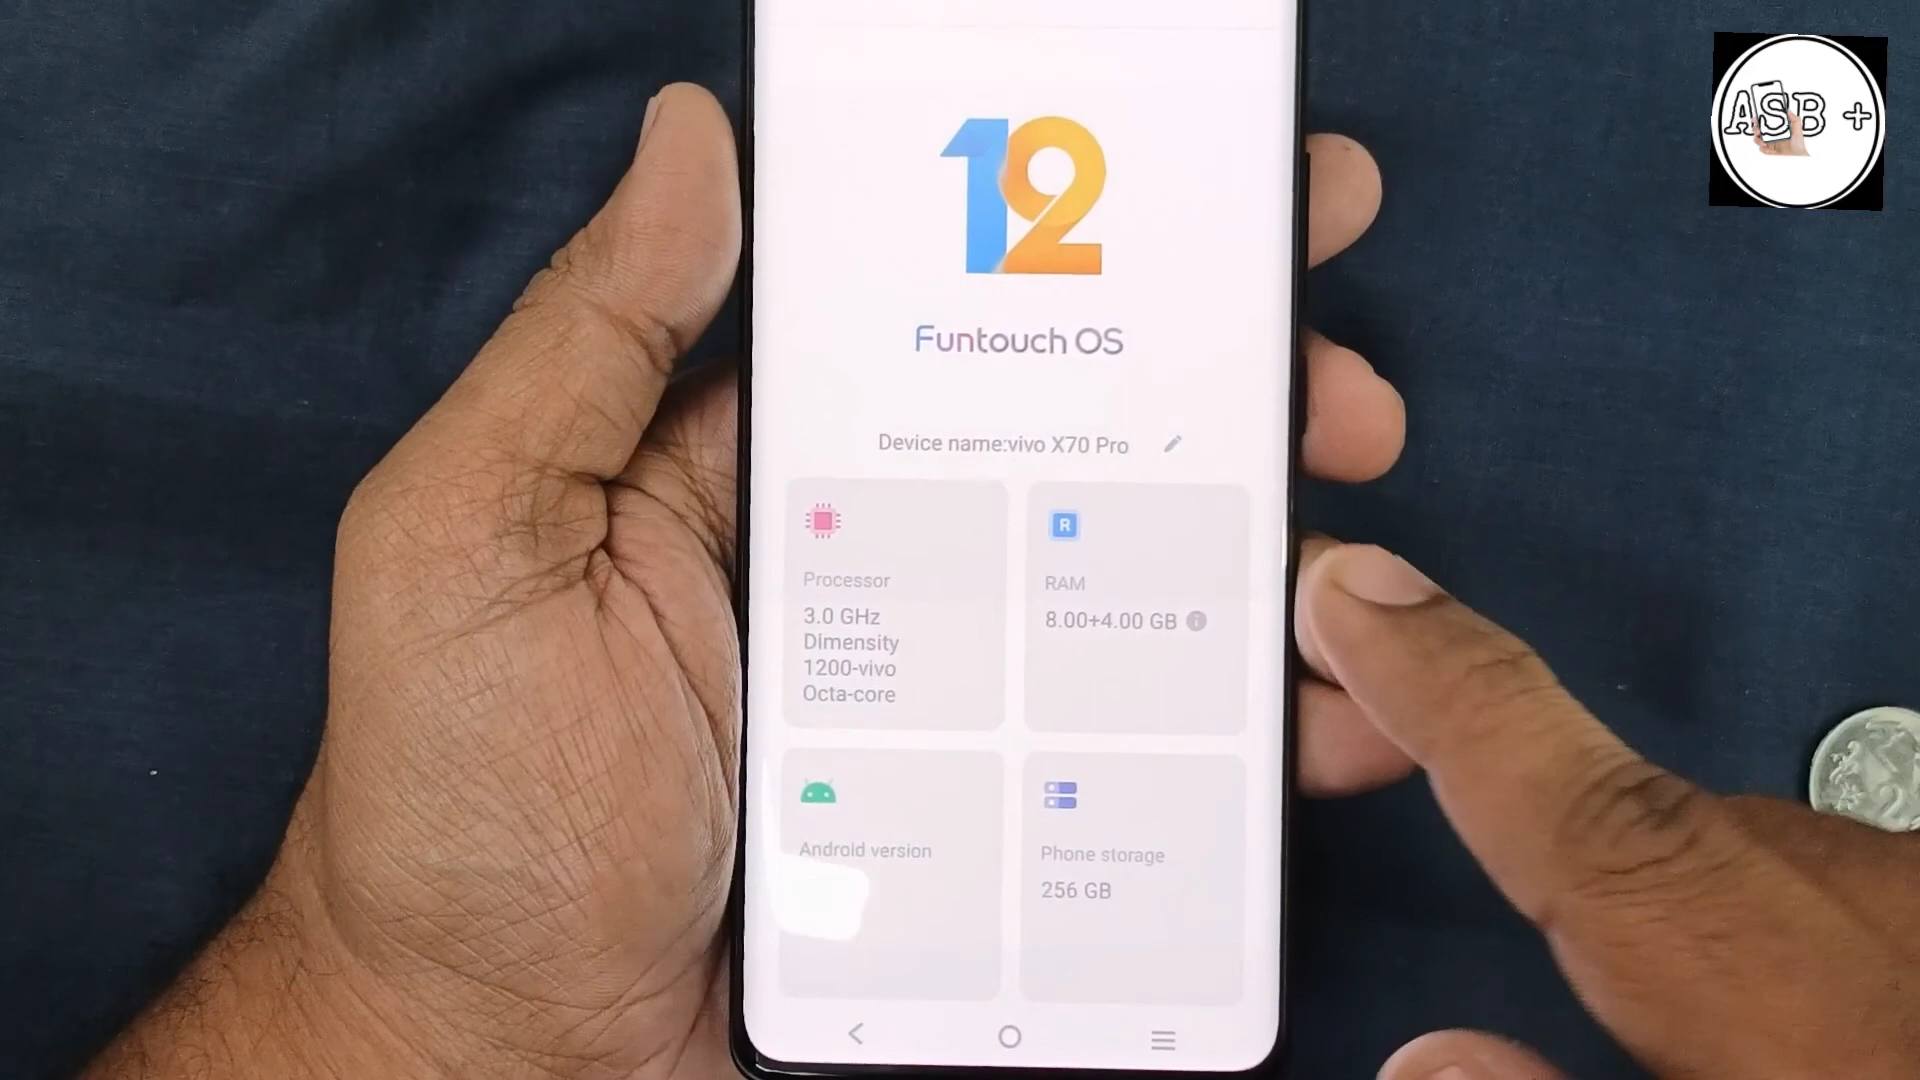 ASB +
12
Funtouch OS
Device name:vivo X70 Pro
Processor
3.0 GHz
Dimensity
1200-vivo
Octa-core
R
RAM
8.00+4.00 GB
Android version
Phone storage
256 GB
2